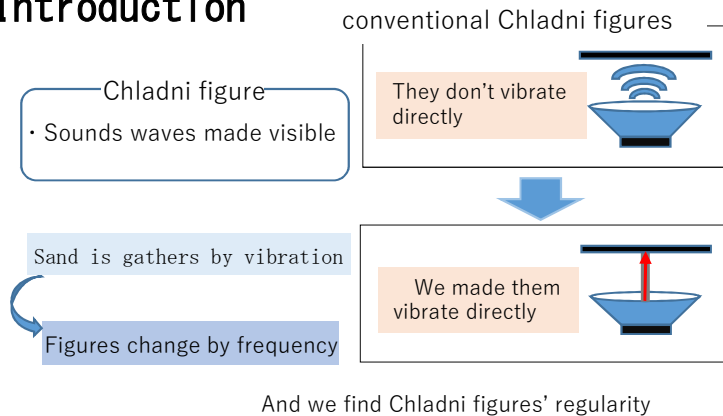 Introduction
conventional Chladni figures
Chladni figure
・Sounds waves made visible
They don’t vibrate
directly
Sand is gathers by vibration
Figures change by frequency
We made them
vibrate directly
And we find Chladni figures’ regularity